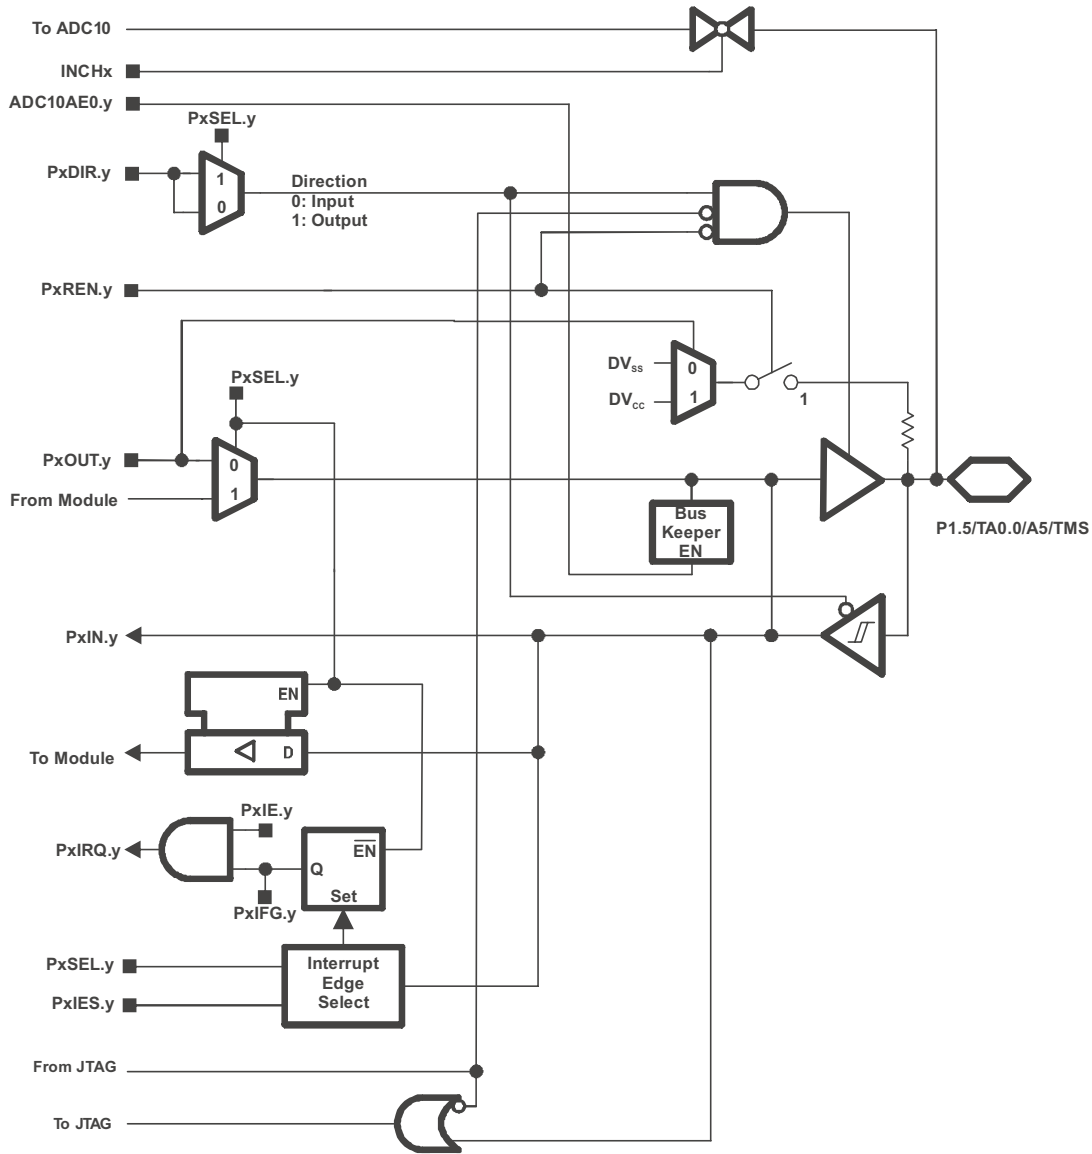 To ADC10
INCHx
ADC10AE0.y
PxSEL.y
PxDIR.y
1
0
Direction
0: Input
1: Output
PxREN.y
DVSS
0
DVCC
1
1
PxSEL.y
PxOUT.y
0
From Module
1
Bus
Keeper
EN
P1.5/TA0.0/A5/TMS
PxIN.y
EN
To Module
D
PxIE.y
PxIRQ.y
EN
Q
Set
PxIFG.y
PxSEL.y
PxIES.y
Interrupt
Edge
Select
From JTAG
To JTAG